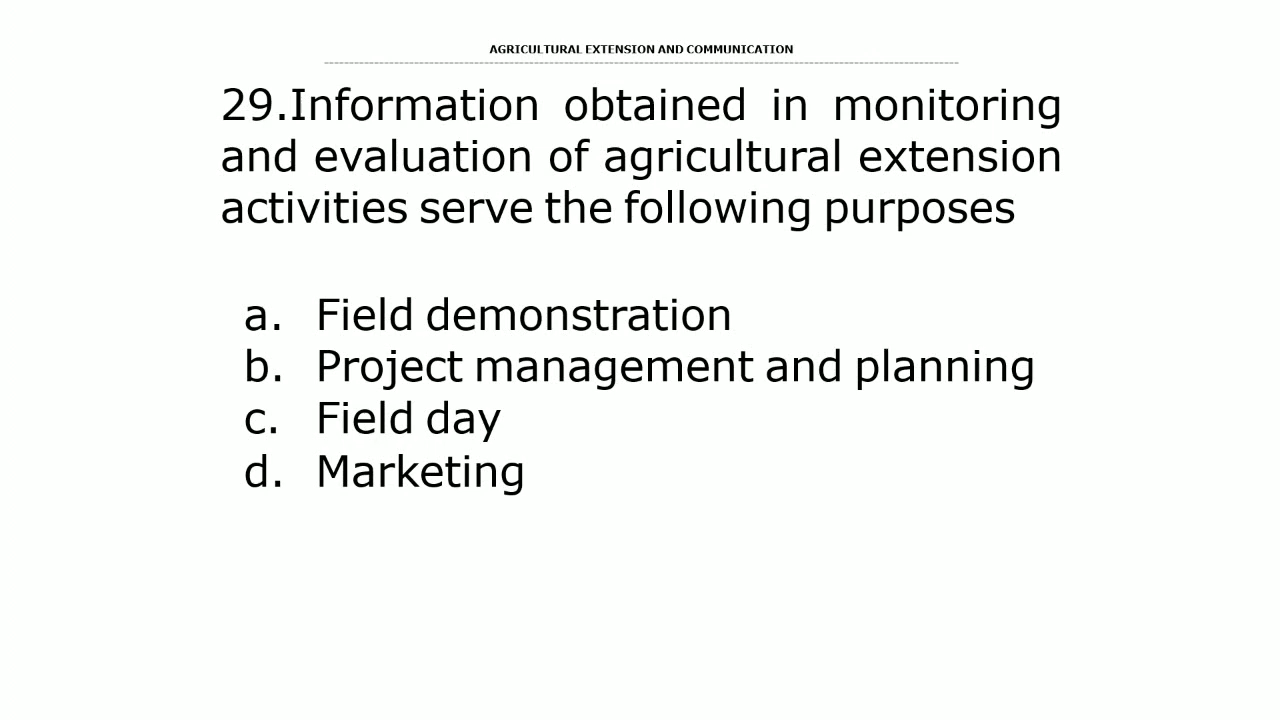 AGRICULTURAL EXTENSION AND COMMUNICATION
29.Information obtained in monitoring
and evaluation of agricultural extension
activities serve the following purposes
a. Field demonstration
b. Project management and planning
c. Field day
d. Marketing